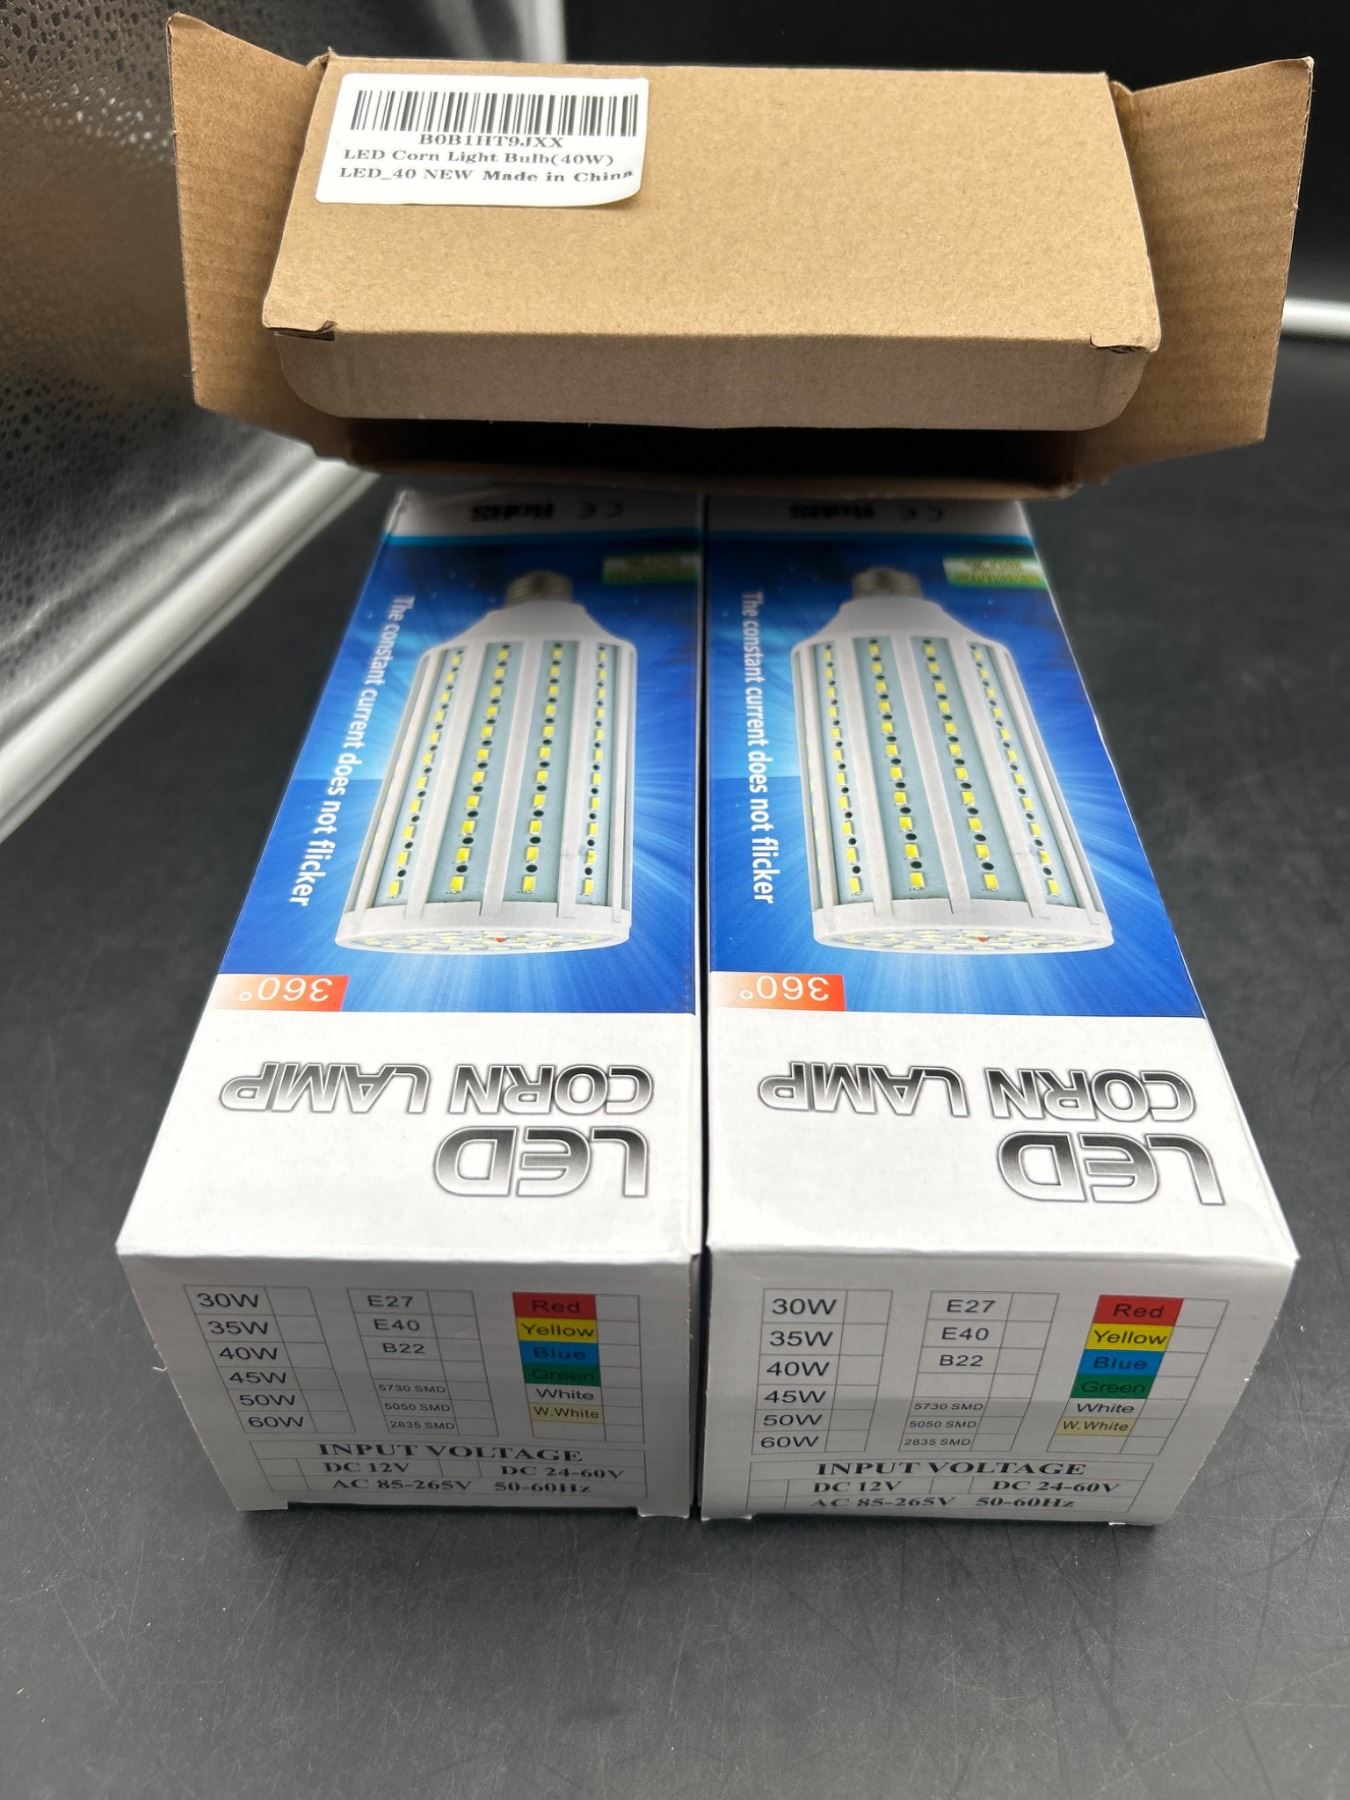 B0B1HT9JXX
LED Corn Light Bulb(40W)
LED_40 NEW Made in China
CE RoHS
The constant current does not flicker
360°
LED
CORN LAMP
30W E27 Red
35W E40 Yellow
40W B22 Blue
45W Green
50W 5730 SMD White
60W 5050 SMD W.White
2835 SMD
INPUT VOLTAGE
DC 12V DC 24-60V
AC 85-265V 50-60Hz
CE RoHS
The constant current does not flicker
360°
LED
CORN LAMP
30W E27 Red
35W E40 Yellow
40W B22 Blue
45W Green
50W 5730 SMD White
60W 5050 SMD W.White
2835 SMD
INPUT VOLTAGE
DC 12V DC 24-60V
AC 85-265V 50-60Hz